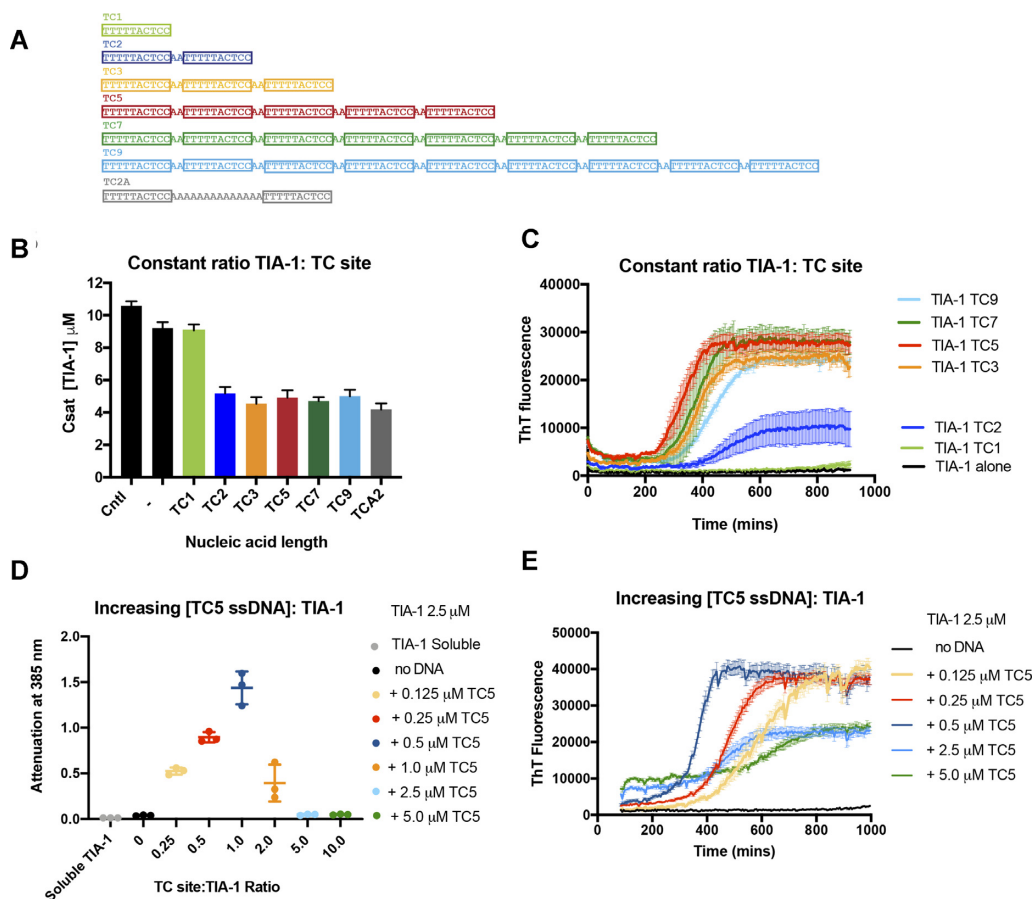 A
TC1
TTTTTACTCC
TC2
TTTTTACTCCAATTTTTACTCC
TC3
TTTTTACTCCAATTTTTACTCCAATTTTTACTCC
TC5
TTTTTACTCCAATTTTTACTCCAATTTTTACTCCAATTTTTACTCCAATTTTTACTCC
TC7
TTTTTACTCCAATTTTTACTCCAATTTTTACTCCAATTTTTACTCCAATTTTTACTCCAATTTTTACTCCAATTTTTACTCC
TC9
TTTTTACTCCAATTTTTACTCCAATTTTTACTCCAATTTTTACTCCAATTTTTACTCCAATTTTTACTCCAATTTTTACTCCAATTTTTACTCCAATTTTTACTCC
TC2A
TTTTTACTCCAAAAAAAAAAAAATTTTTACTCC
B
Constant ratio TIA-1: TC site
Csat [TIA-1] μM
12
10
8
6
4
2
0
Cntl - TC1 TC2 TC3 TC5 TC7 TC9 TCA2
Nucleic acid length
C
Constant ratio TIA-1: TC site
ThT fluorescence
40000
30000
20000
10000
0
0 200 400 600 800 1000
Time (mins)
TIA-1 TC9
TIA-1 TC7
TIA-1 TC5
TIA-1 TC3
TIA-1 TC2
TIA-1 TC1
TIA-1 alone
D
Increasing [TC5 ssDNA]: TIA-1
Attenuation at 385 nm
2.0
1.5
1.0
0.5
0.0
Soluble TIA-1 0 0.25 0.5 1.0 2.0 5.0 10.0
TC site:TIA-1 Ratio
TIA-1 2.5 μM
TIA-1 Soluble
no DNA
+ 0.125 μM TC5
+ 0.25 μM TC5
+ 0.5 μM TC5
+ 1.0 μM TC5
+ 2.5 μM TC5
+ 5.0 μM TC5
E
Increasing [TC5 ssDNA]: TIA-1
ThT Fluorescence
50000
40000
30000
20000
10000
0
0 200 400 600 800 1000
Time (mins)
TIA-1 2.5 μM
no DNA
+ 0.125 μM TC5
+ 0.25 μM TC5
+ 0.5 μM TC5
+ 2.5 μM TC5
+ 5.0 μM TC5